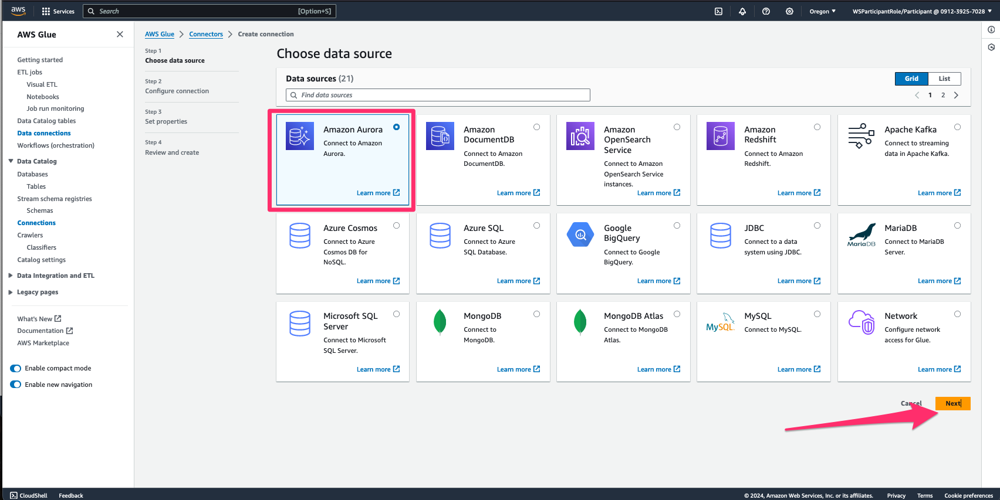 aws
Services
Search
[Option+S]
Oregon
WSParticipantRole/Participant @ 0912-3925-7028
AWS Glue
Getting started
ETL jobs
Visual ETL
Notebooks
Job run monitoring
Data Catalog tables
Data connections
Workflows (orchestration)
Data Catalog
Databases
Tables
Stream schema registries
Schemas
Connections
Crawlers
Classifiers
Catalog settings
Data Integration and ETL
Legacy pages
What's New
Documentation
AWS Marketplace
Enable compact mode
Enable new navigation
AWS Glue
Connectors
Create connection
Step 1
Choose data source
Step 2
Configure connection
Step 3
Set properties
Step 4
Review and create
Choose data source
Data sources (21)
Grid
List
Find data sources
1
2
Amazon Aurora
Connect to Amazon
Aurora.
Learn more
Amazon
DocumentDB
Connect to Amazon
DocumentDB.
Learn more
Amazon
OpenSearch
Service
Connect to Amazon
OpenSearch Service
instances.
Learn more
Amazon
Redshift
Connect to Amazon
Redshift.
Learn more
Apache Kafka
Connect to streaming
data in Apache Kafka.
Learn more
Azure Cosmos
Connect to Azure
Cosmos DB for
NoSQL.
Learn more
Azure SQL
Connect to Azure
SQL Database.
Learn more
Google
BigQuery
Connect to Google
BigQuery.
Learn more
JDBC
Connect to a data
system using JDBC.
Learn more
MariaDB
MariaDB
Connect to MariaDB
Server.
Learn more
Microsoft SQL
Server
Connect to Microsoft
SQL Server.
Learn more
MongoDB
Connect to
MongoDB.
Learn more
MongoDB Atlas
Connect to MongoDB
Atlas.
Learn more
MySQL
MySQL
Connect to MySQL.
Learn more
Network
Configure network
access for Glue.
Learn more
Cancel
Next
CloudShell
Feedback
© 2024, Amazon Web Services, Inc. or its affiliates.
Privacy
Terms
Cookie preferences